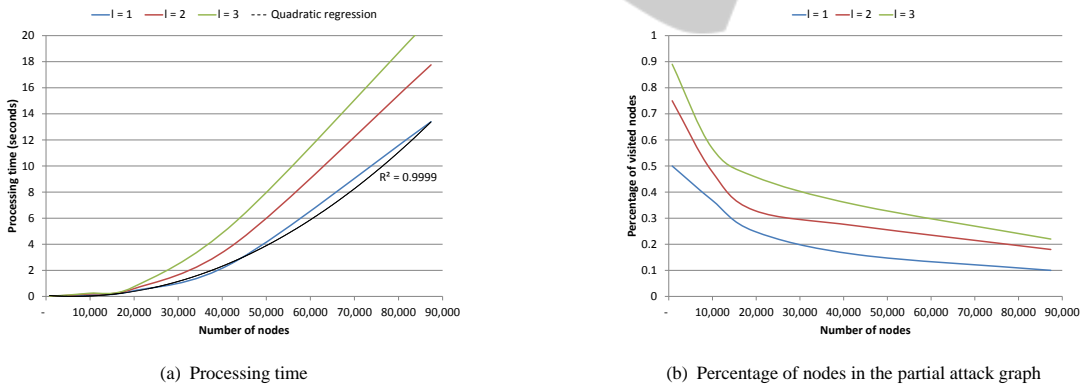 l = 1 l = 2 l = 3 Quadratic regression
20
18
16
14
12
10
8
6
4
2
0
Processing time (seconds)
R² = 0.9999
- 10,000 20,000 30,000 40,000 50,000 60,000 70,000 80,000 90,000
Number of nodes
(a) Processing time
l = 1 l = 2 l = 3
1
0.9
0.8
0.7
0.6
0.5
0.4
0.3
0.2
0.1
0
Percentage of visited nodes
- 10,000 20,000 30,000 40,000 50,000 60,000 70,000 80,000 90,000
Number of nodes
(b) Percentage of nodes in the partial attack graph